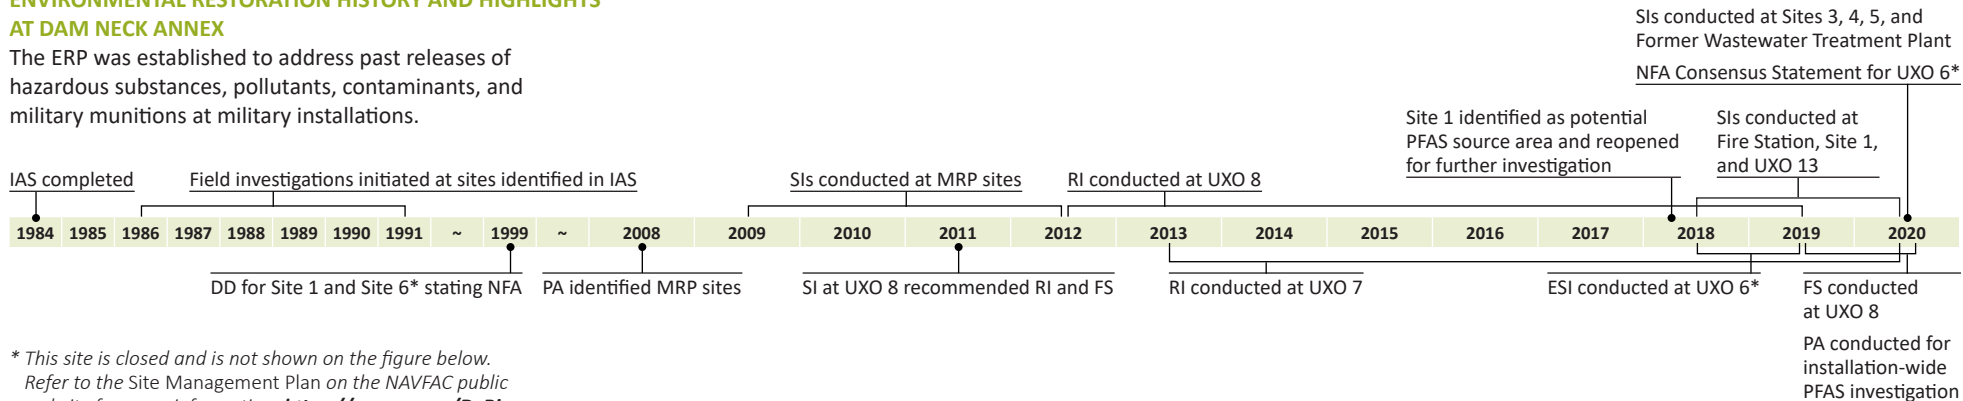 ENVIRONMENTAL RESTORATION HISTORY AND HIGHLIGHTS
AT DAM NECK ANNEX
The ERP was established to address past releases of
hazardous substances, pollutants, contaminants, and
military munitions at military installations.
SIs conducted at Sites 3, 4, 5, and
Former Wastewater Treatment Plant
NFA Consensus Statement for UXO 6*
Site 1 identified as potential
PFAS source area and reopened
for further investigation
SIs conducted at
Fire Station, Site 1,
and UXO 13
IAS completed
Field investigations initiated at sites identified in IAS
SIs conducted at MRP sites
RI conducted at UXO 8
1984 1985 1986 1987 1988 1989 1990 1991 ~ 1999 ~ 2008 2009 2010 2011 2012 2013 2014 2015 2016 2017 2018 2019 2020
DD for Site 1 and Site 6* stating NFA
PA identified MRP sites
SI at UXO 8 recommended RI and FS
RI conducted at UXO 7
ESI conducted at UXO 6*
FS conducted
at UXO 8
PA conducted for
installation-wide
PFAS investigation
* This site is closed and is not shown on the figure below.
Refer to the Site Management Plan on the NAVFAC public